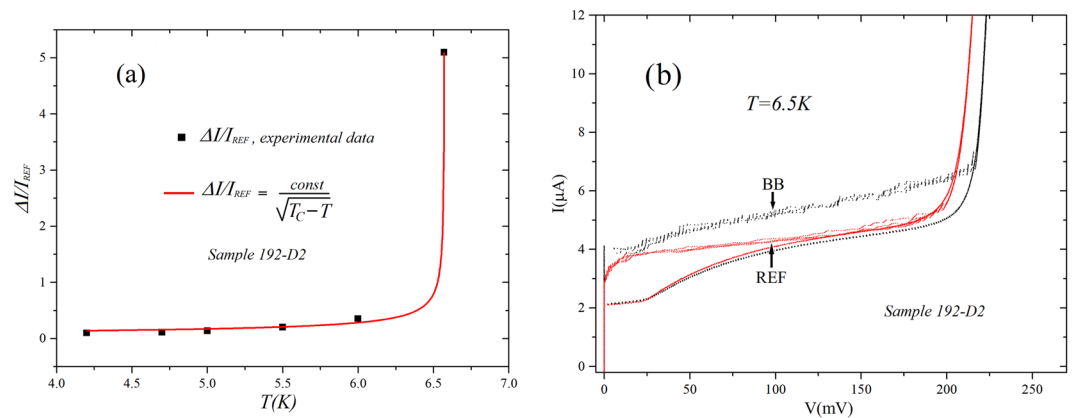 (a)
ΔI/I_REF
5
4
3
2
1
0
ΔI/I_REF , experimental data
ΔI/I_REF = const / √(T_C−T)
Sample 192-D2
4.0 4.5 5.0 5.5 6.0 6.5 7.0
T(K)
(b)
I(μA)
12
10
8
6
4
2
0
T=6.5K
BB
REF
Sample 192-D2
0 50 100 150 200 250
V(mV)